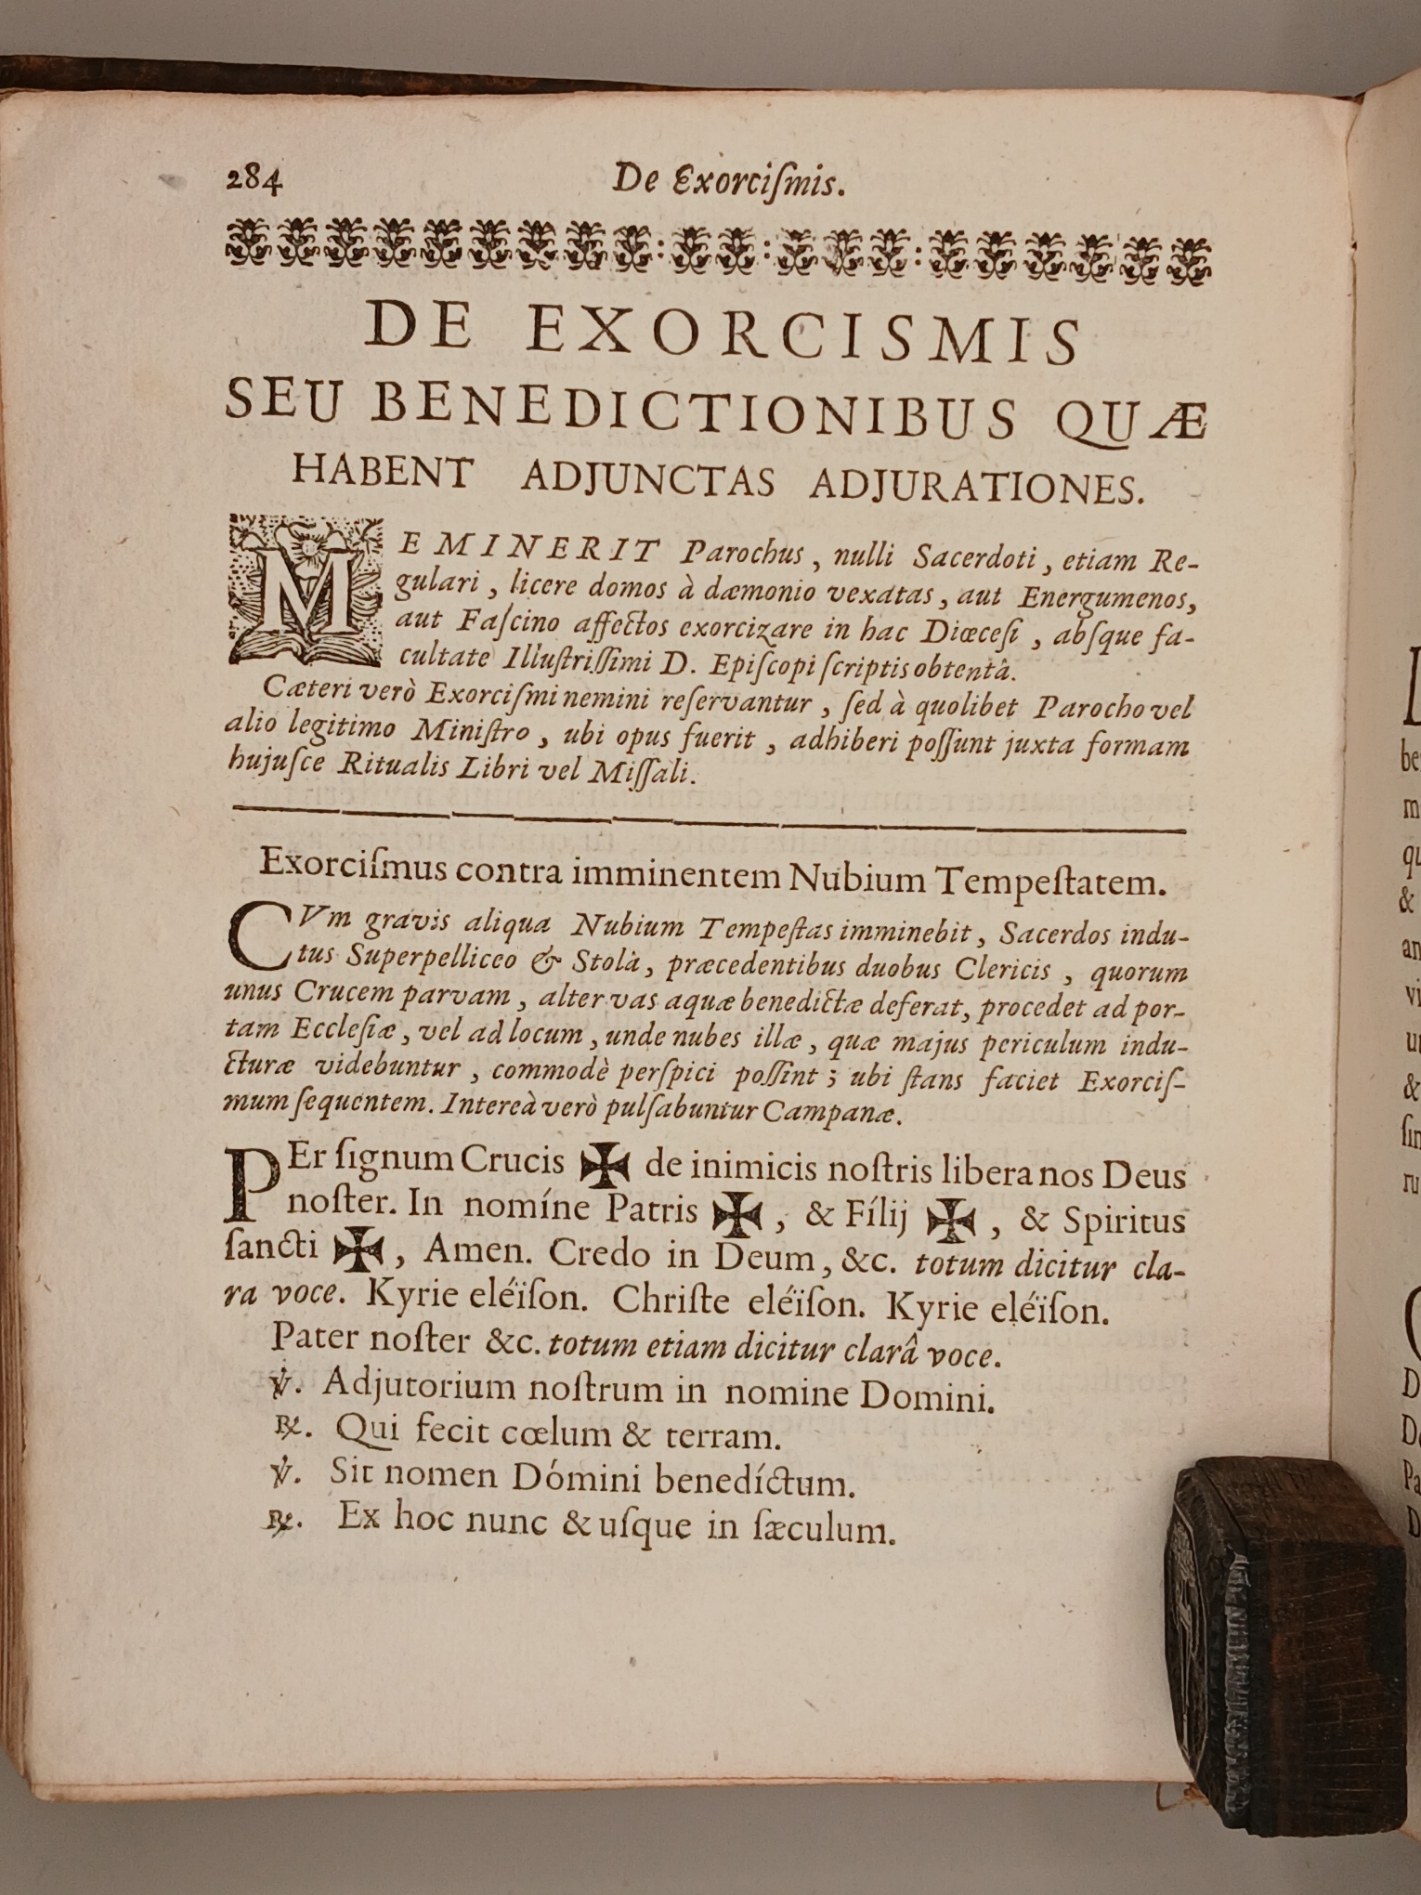 284 De Exorciſmis.
DE EXORCISMIS
SEU BENEDICTIONIBUS QUÆ
HABENT ADJUNCTAS ADJURATIONES.
MEMINERIT Parochus, nulli Sacerdoti, etiam Re-
gulari, licere domos à dæmonio vexatas, aut Energumenos,
aut Faſcino affectos exorcizare in hac Diœceſi, abſque fa-
cultate Illuſtriſſimi D. Epiſcopi ſcriptis obtentâ.
Cæteri verò Exorciſmi nemini reſervantur, ſed à quolibet Parocho vel
alio legitimo Miniſtro, ubi opus fuerit, adhiberi poſſunt juxta formam
hujuſce Ritualis Libri vel Miſſali.
Exorciſmus contra imminentem Nubium Tempeſtatem.
CVm gravis aliqua Nubium Tempeſtas imminebit, Sacerdos indu-
tus Superpelliceo & Stolà, præcedentibus duobus Clericis, quorum
unus Crucem parvam, alter vas aquæ benedictæ deferat, procedet ad por-
tam Eccleſiæ, vel ad locum, unde nubes illæ, quæ majus periculum indu-
cturæ videbuntur, commodè perſpici poſſint; ubi ſtans faciet Exorciſ-
mum ſequentem. Intereà verò pulſabuntur Campanæ.
PEr ſignum Crucis ✠ de inimicis noſtris libera nos Deus
noſter. In nomíne Patris ✠, & Fílij ✠, & Spiritus
ſancti ✠, Amen. Credo in Deum, &c. totum dicitur cla-
ra voce. Kyrie eléïſon. Chriſte eléïſon. Kyrie eléïſon.
Pater noſter &c. totum etiam dicitur clarâ voce.
℣. Adjutorium noſtrum in nomine Domini.
℟. Qui fecit cœlum & terram.
℣. Sit nomen Dómini benedíctum.
℟. Ex hoc nunc & uſque in ſæculum.